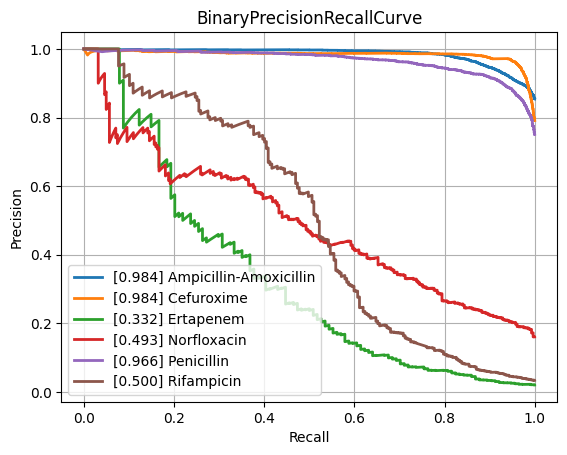 BinaryPrecisionRecallCurve
Precision
1.0
0.8
0.6
0.4
0.2
0.0
[0.984] Ampicillin-Amoxicillin
[0.984] Cefuroxime
[0.332] Ertapenem
[0.493] Norfloxacin
[0.966] Penicillin
[0.500] Rifampicin
0.0 0.2 0.4 0.6 0.8 1.0
Recall